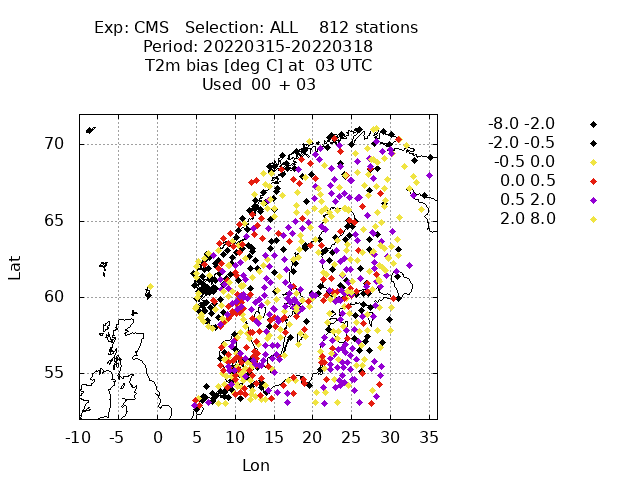 Exp: CMS   Selection: ALL    812 stations
Period: 20220315-20220318
T2m bias [deg C] at  03 UTC
Used  00 + 03
-8.0 -2.0
-2.0 -0.5
-0.5 0.0
0.0 0.5
0.5 2.0
2.0 8.0
70
65
60
55
Lat
-10 -5 0 5 10 15 20 25 30 35
Lon